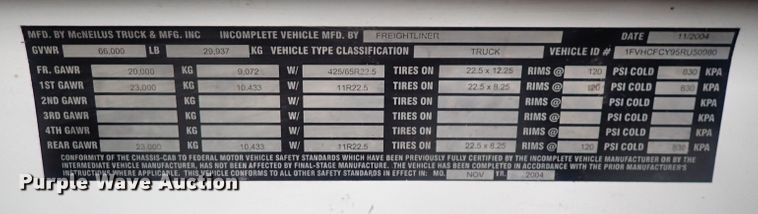 MFD. BY McNEILUS TRUCK & MFG. INC INCOMPLETE VEHICLE MFD. BY FREIGHTLINER DATE 11/2004
GVWR 66,000 LB 29,937 KG VEHICLE TYPE CLASSIFICATION TRUCK VEHICLE ID # 1FVHCFCY95RU50980
FR. GAWR 20,000 KG 9,072 W/ 425/65R22.5 TIRES ON 22.5 x 12.25 RIMS @ 120 PSI COLD 830 KPA
1ST GAWR 23,000 KG 10,433 W/ 11R22.5 TIRES ON 22.5 x 8.25 RIMS @ 120 PSI COLD 830 KPA
2ND GAWR KG W/ TIRES ON RIMS @ PSI COLD KPA
3RD GAWR KG W/ TIRES ON RIMS @ PSI COLD KPA
4TH GAWR KG W/ TIRES ON RIMS @ PSI COLD KPA
REAR GAWR 23,000 KG 10,433 W/ 11R22.5 TIRES ON 22.5 x 8.25 RIMS @ 120 PSI COLD 830 KPA
CONFORMITY OF THE CHASSIS-CAB TO FEDERAL MOTOR VEHICLE SAFETY STANDARDS WHICH HAVE BEEN PREVIOUSLY FULLY CERTIFIED BY THE INCOMPLETE VEHICLE MANUFACTURER OR BY THE
INTERMEDIATE VEHICLE MANUFACTURER, HAS NOT BEEN AFFECTED BY FINAL-STAGE MANUFACTURE. THE VEHICLE HAS BEEN COMPLETED IN ACCORDANCE WITH THE PRIOR MANUFACTURER'S
INSTRUCTIONS WHERE APPLICABLE. THIS VEHICLE CONFORMS TO ALL OTHER SAFETY STANDARDS IN EFFECT IN: MO. NOV YR. 2004
Purple Wave Auction